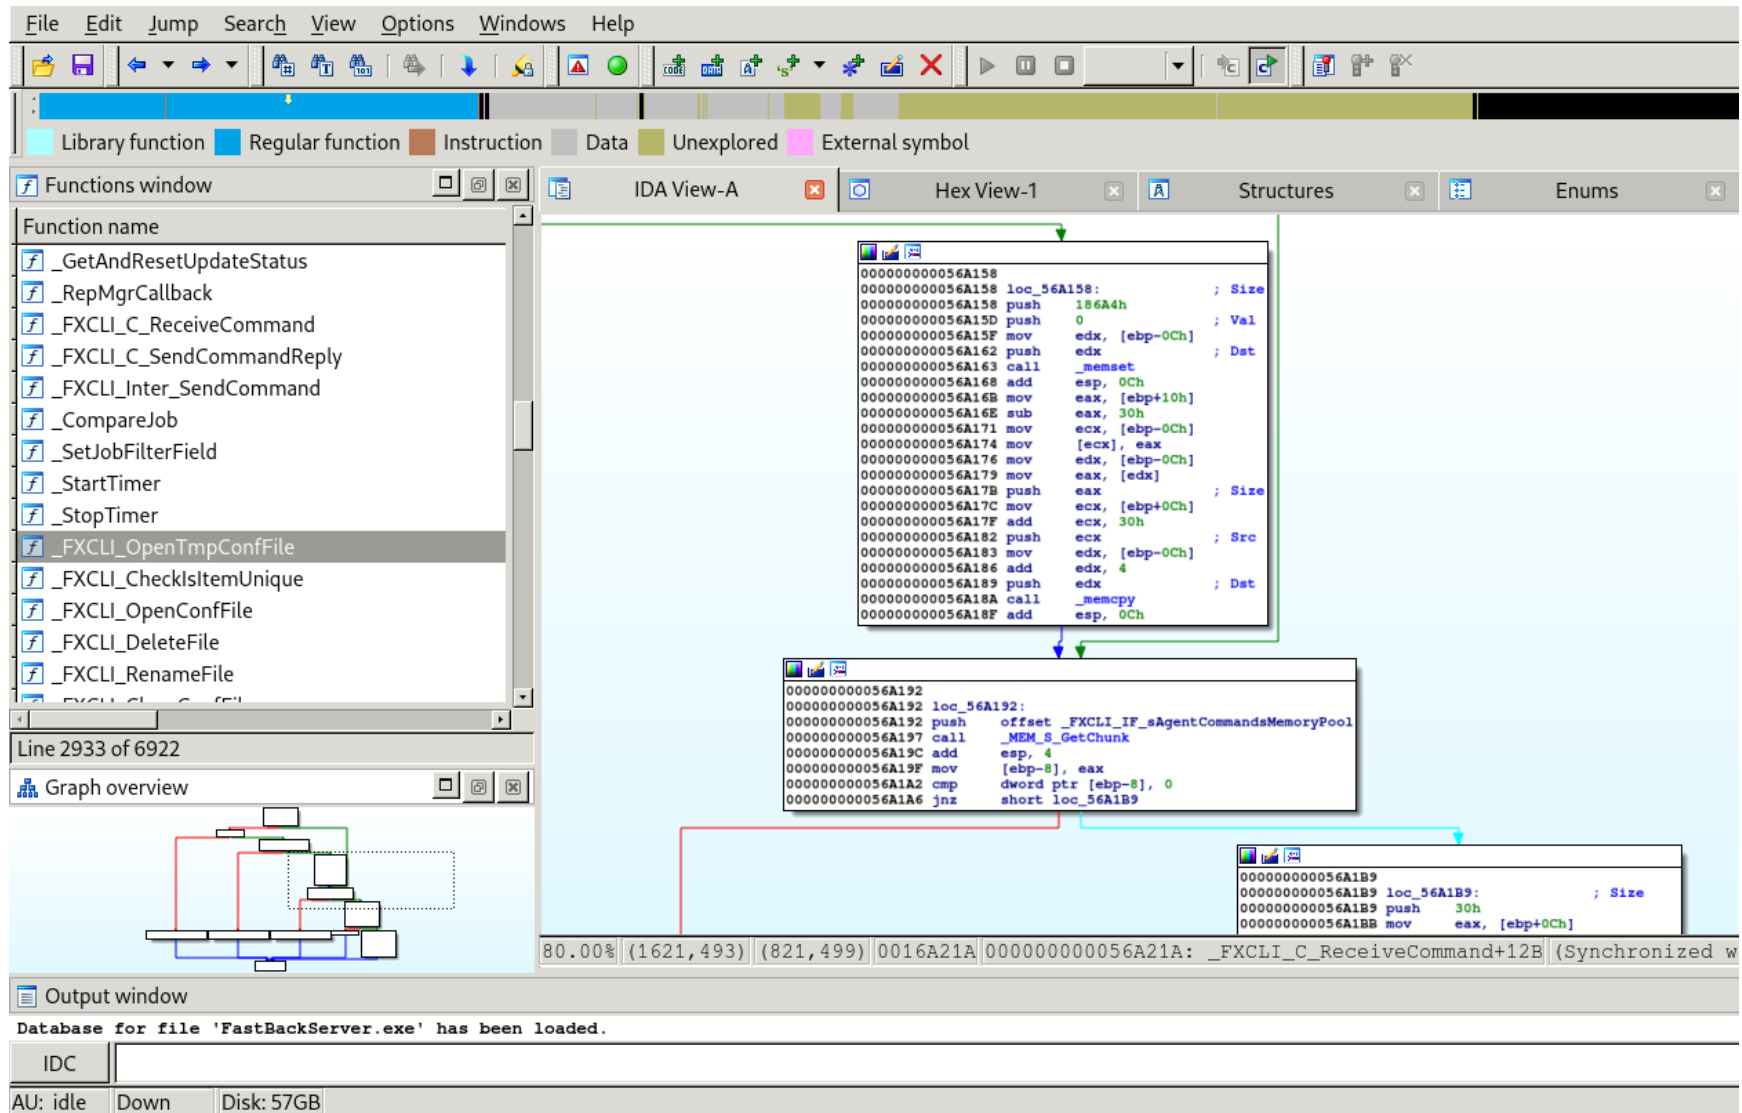 File Edit Jump Search View Options Windows Help
Library function Regular function Instruction Data Unexplored External symbol
Functions window
Function name
_GetAndResetUpdateStatus
_RepMgrCallback
_FXCLI_C_ReceiveCommand
_FXCLI_C_SendCommandReply
_FXCLI_Inter_SendCommand
_CompareJob
_SetJobFilterField
_StartTimer
_StopTimer
_FXCLI_OpenTmpConfFile
_FXCLI_CheckIsItemUnique
_FXCLI_OpenConfFile
_FXCLI_DeleteFile
_FXCLI_RenameFile
Line 2933 of 6922
Graph overview
IDA View-A Hex View-1 Structures Enums
000000000056A158
000000000056A158 loc_56A158: ; Size
000000000056A158 push 186A4h
000000000056A15D push 0 ; Val
000000000056A15F mov edx, [ebp-0Ch]
000000000056A162 push edx ; Dst
000000000056A163 call _memset
000000000056A168 add esp, 0Ch
000000000056A16B mov eax, [ebp+10h]
000000000056A16E sub eax, 30h
000000000056A171 mov ecx, [ebp-0Ch]
000000000056A174 mov [ecx], eax
000000000056A176 mov edx, [ebp-0Ch]
000000000056A179 mov eax, [edx]
000000000056A17B push eax ; Size
000000000056A17C mov ecx, [ebp+0Ch]
000000000056A17F add ecx, 30h
000000000056A182 push ecx ; Src
000000000056A183 mov edx, [ebp-0Ch]
000000000056A186 add edx, 4
000000000056A189 push edx ; Dst
000000000056A18A call _memcpy
000000000056A18F add esp, 0Ch
000000000056A192
000000000056A192 loc_56A192:
000000000056A192 push offset _FXCLI_IF_sAgentCommandsMemoryPool
000000000056A197 call _MEM_S_GetChunk
000000000056A19C add esp, 4
000000000056A19F mov [ebp-8], eax
000000000056A1A2 cmp dword ptr [ebp-8], 0
000000000056A1A6 jnz short loc_56A1B9
000000000056A1B9
000000000056A1B9 loc_56A1B9: ; Size
000000000056A1B9 push 30h
000000000056A1BB mov eax, [ebp+0Ch]
80.00% (1621,493) (821,499) 0016A21A 000000000056A21A: _FXCLI_C_ReceiveCommand+12B (Synchronized w
Output window
Database for file 'FastBackServer.exe' has been loaded.
IDC
AU: idle Down Disk: 57GB